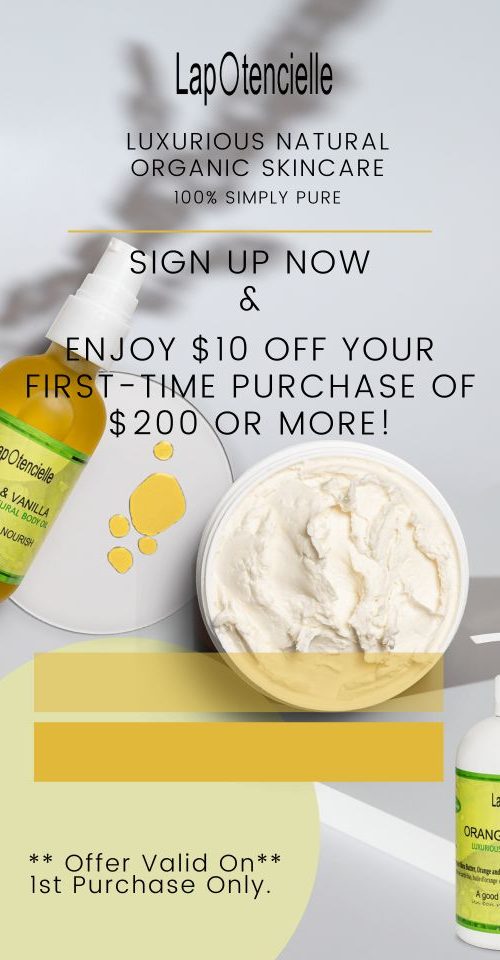 LapOtencielle
LUXURIOUS NATURAL
ORGANIC SKINCARE
100% SIMPLY PURE
SIGN UP NOW
&
ENJOY $10 OFF YOUR
FIRST-TIME PURCHASE OF
$200 OR MORE!
apOtencielle
& VANILLA
URAL BODY OIL
NOURISH
La
ORANG
LUXURIOUS
A good
** Offer Valid On**
1st Purchase Only.